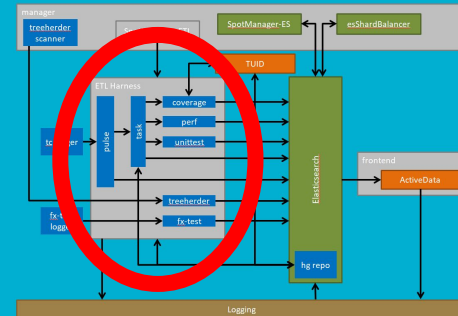 manager
treeherder
scanner
SpotManager-ES
esShardBalancer
TUID
ETL Harness
coverage
pulse
task
perf
unittest
Elasticsearch
frontend
ActiveData
treeherder
fx-test
hg repo
Logging